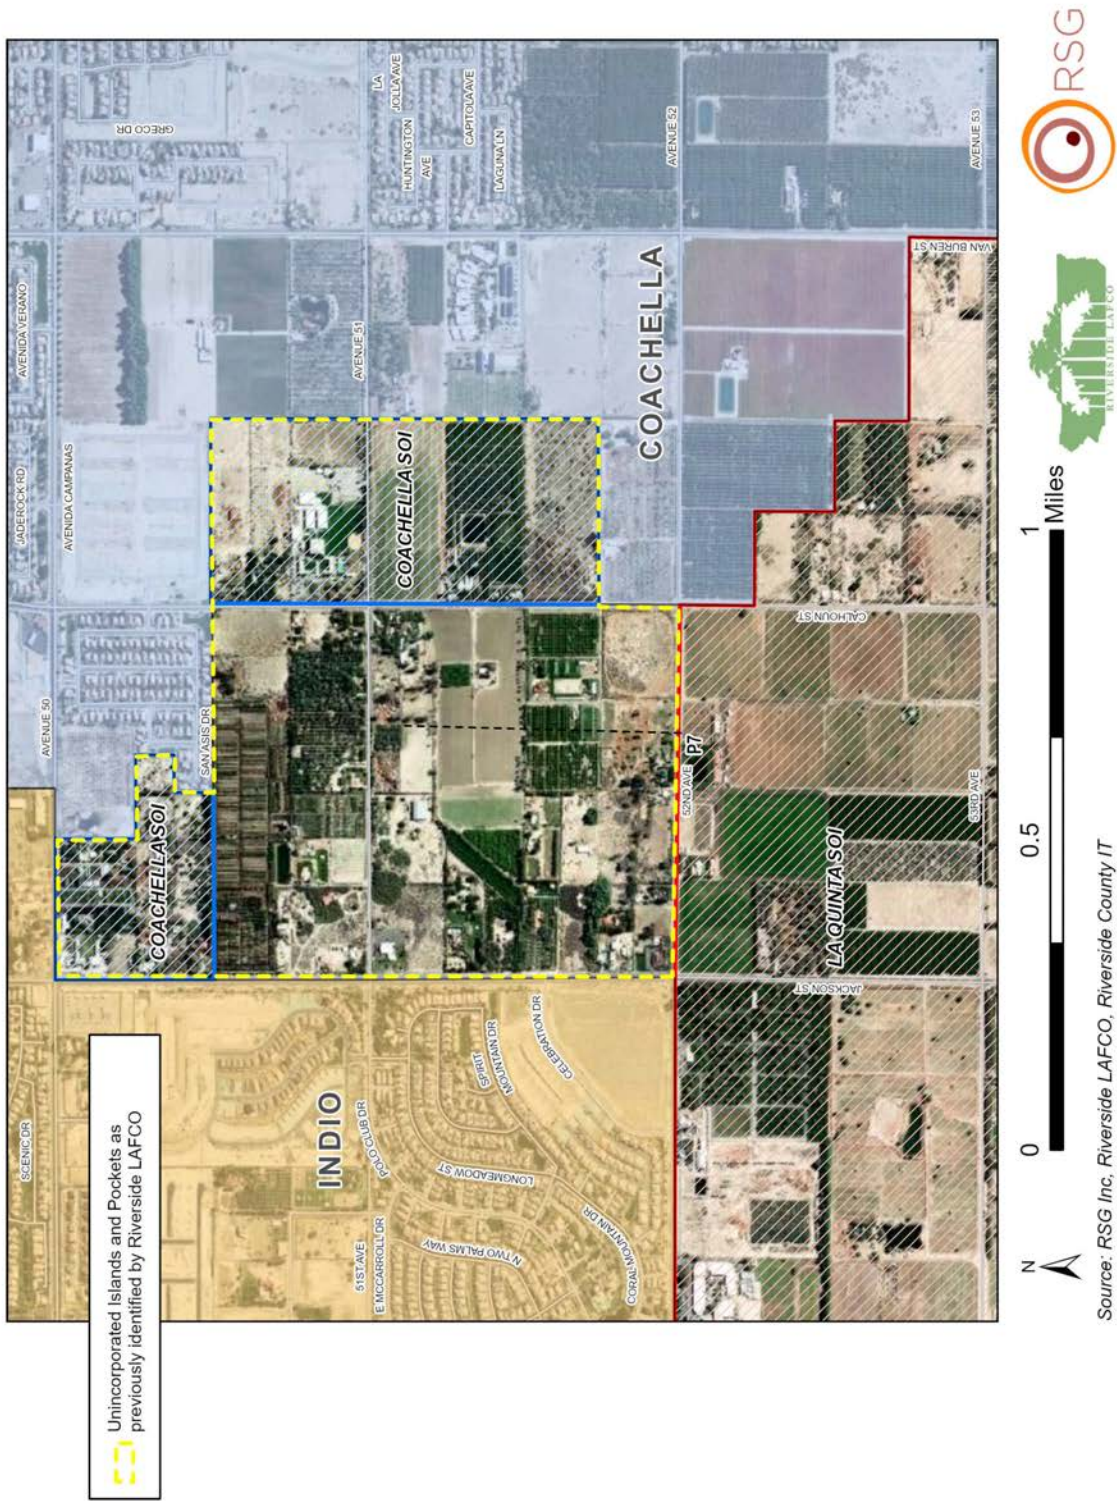 Unincorporated Islands and Pockets as
previously identified by Riverside LAFCO
SCENIC DR
JADEROCK RD
AVENIDA VERANO
AVENUE 50
AVENIDA CAMPANAS
GRECO DR
COACHELLA SOI
SAN ASIS DR
INDIO
POLO CLUB DR
51ST AVE
E MCCARROLL DR
AVENUE 51
LA
JOLLA AVE
HUNTINGTON
AVE
CAPITOLA AVE
LAGUNA LN
COACHELLA SOI
LONGMEADOW ST
N TWO PALMS WAY
SPIRIT
MOUNTAIN DR
CELEBRATION DR
CORAL MOUNTAIN DR
COACHELLA
AVENUE 52
52ND AVE
P7
JACKSON ST
CALHOUN ST
LA QUINTA SOI
VAN BUREN ST
53RD AVE
AVENUE 53
N
0
0.5
1
Miles
RIVERSIDE LAFCO
RSG
Source: RSG Inc, Riverside LAFCO, Riverside County IT